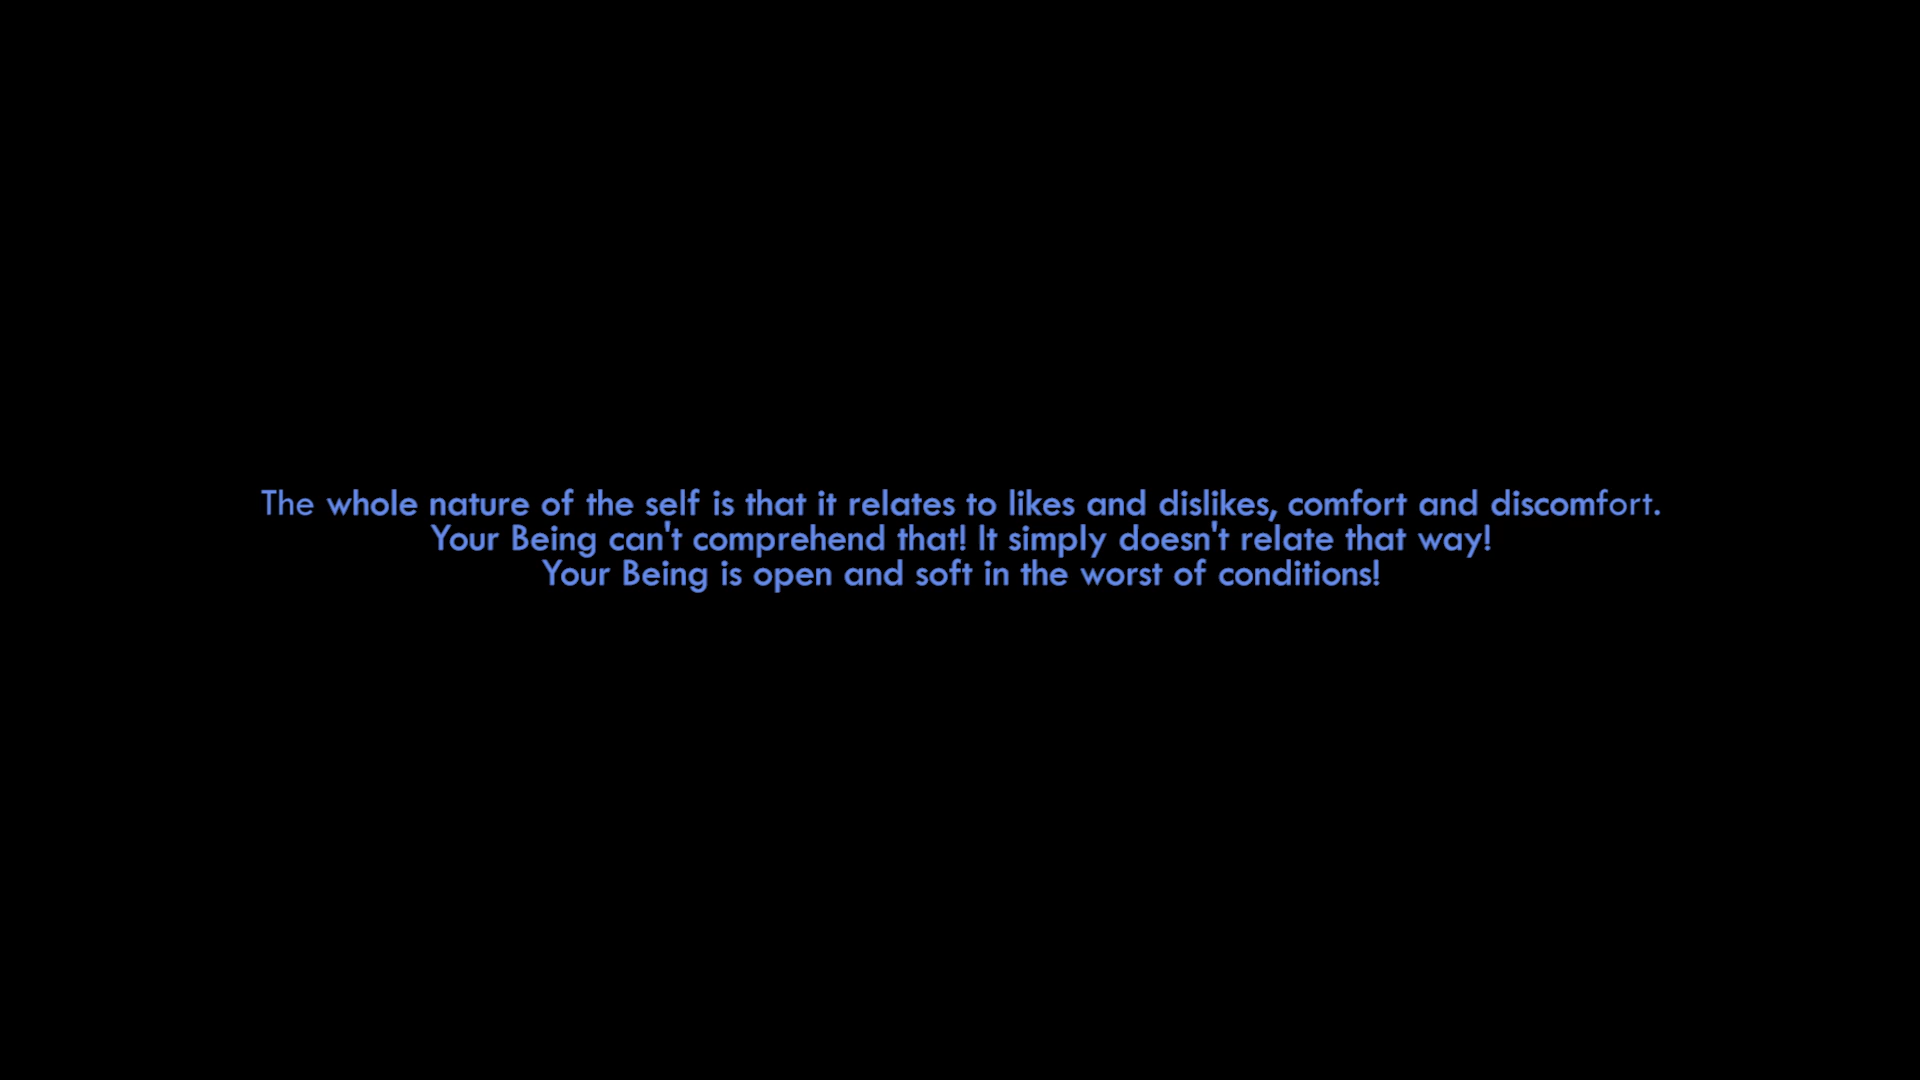 The whole nature of the self is that it relates to likes and dislikes, comfort and discomfort.
Your Being can't comprehend that! It simply doesn't relate that way!
Your Being is open and soft in the worst of conditions!